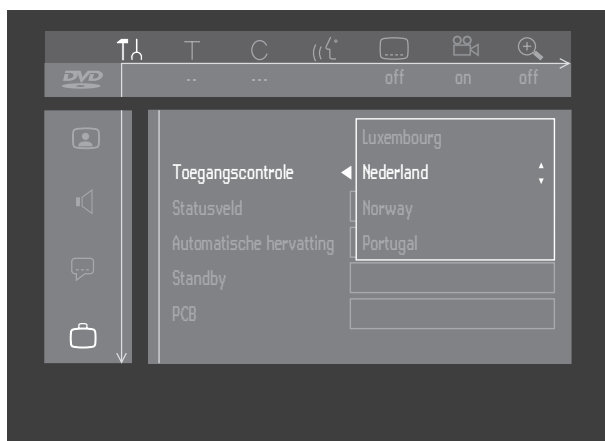 T C
DVD -- --- off on off
Luxembourg
Toegangscontrole Nederland
Statusveld Norway
Automatische hervatting Portugal
Standby
PCB